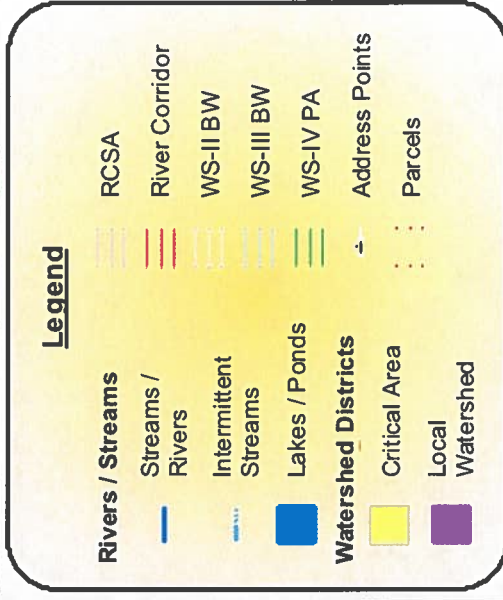 Legend
Rivers / Streams
Streams /
Rivers
Intermittent
Streams
Lakes / Ponds
Watershed Districts
Critical Area
Local
Watershed
RCSA
River Corridor
WS-II BW
WS-III BW
WS-IV PA
Address Points
Parcels